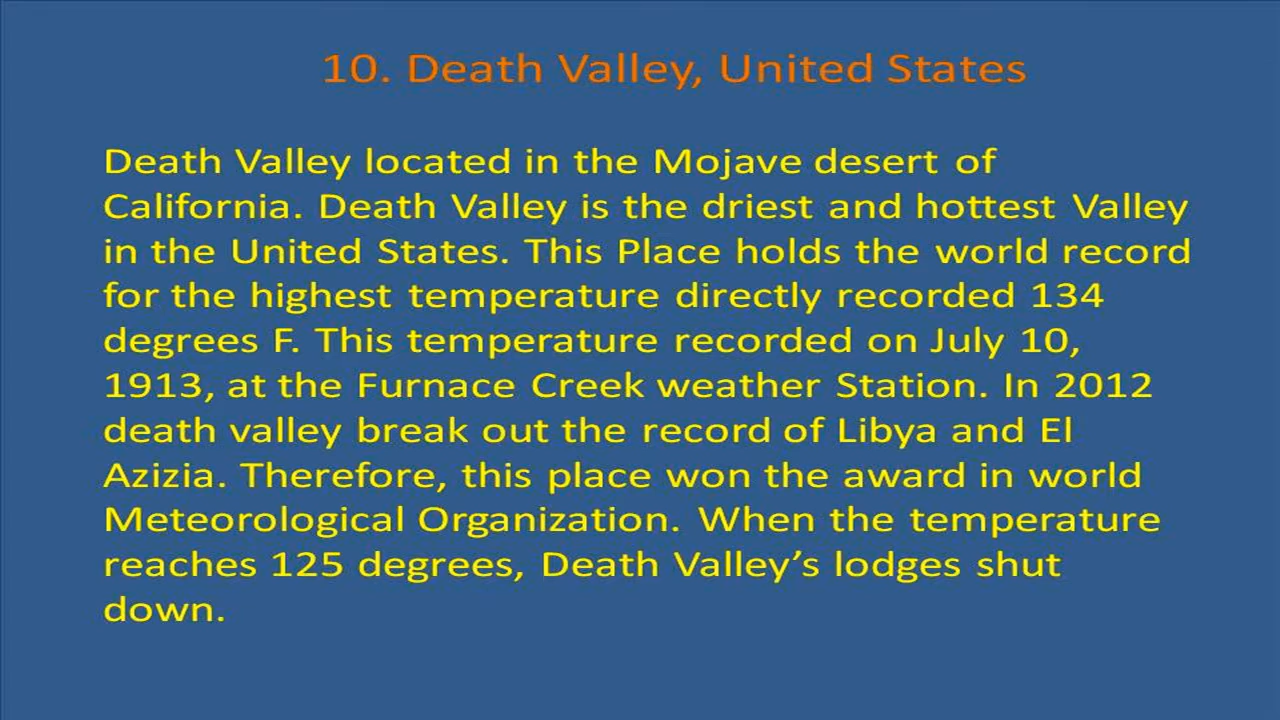 10. Death Valley, United States
Death Valley located in the Mojave desert of
California. Death Valley is the driest and hottest Valley
in the United States. This Place holds the world record
for the highest temperature directly recorded 134
degrees F. This temperature recorded on July 10,
1913, at the Furnace Creek weather Station. In 2012
death valley break out the record of Libya and El
Azizia. Therefore, this place won the award in world
Meteorological Organization. When the temperature
reaches 125 degrees, Death Valley’s lodges shut
down.